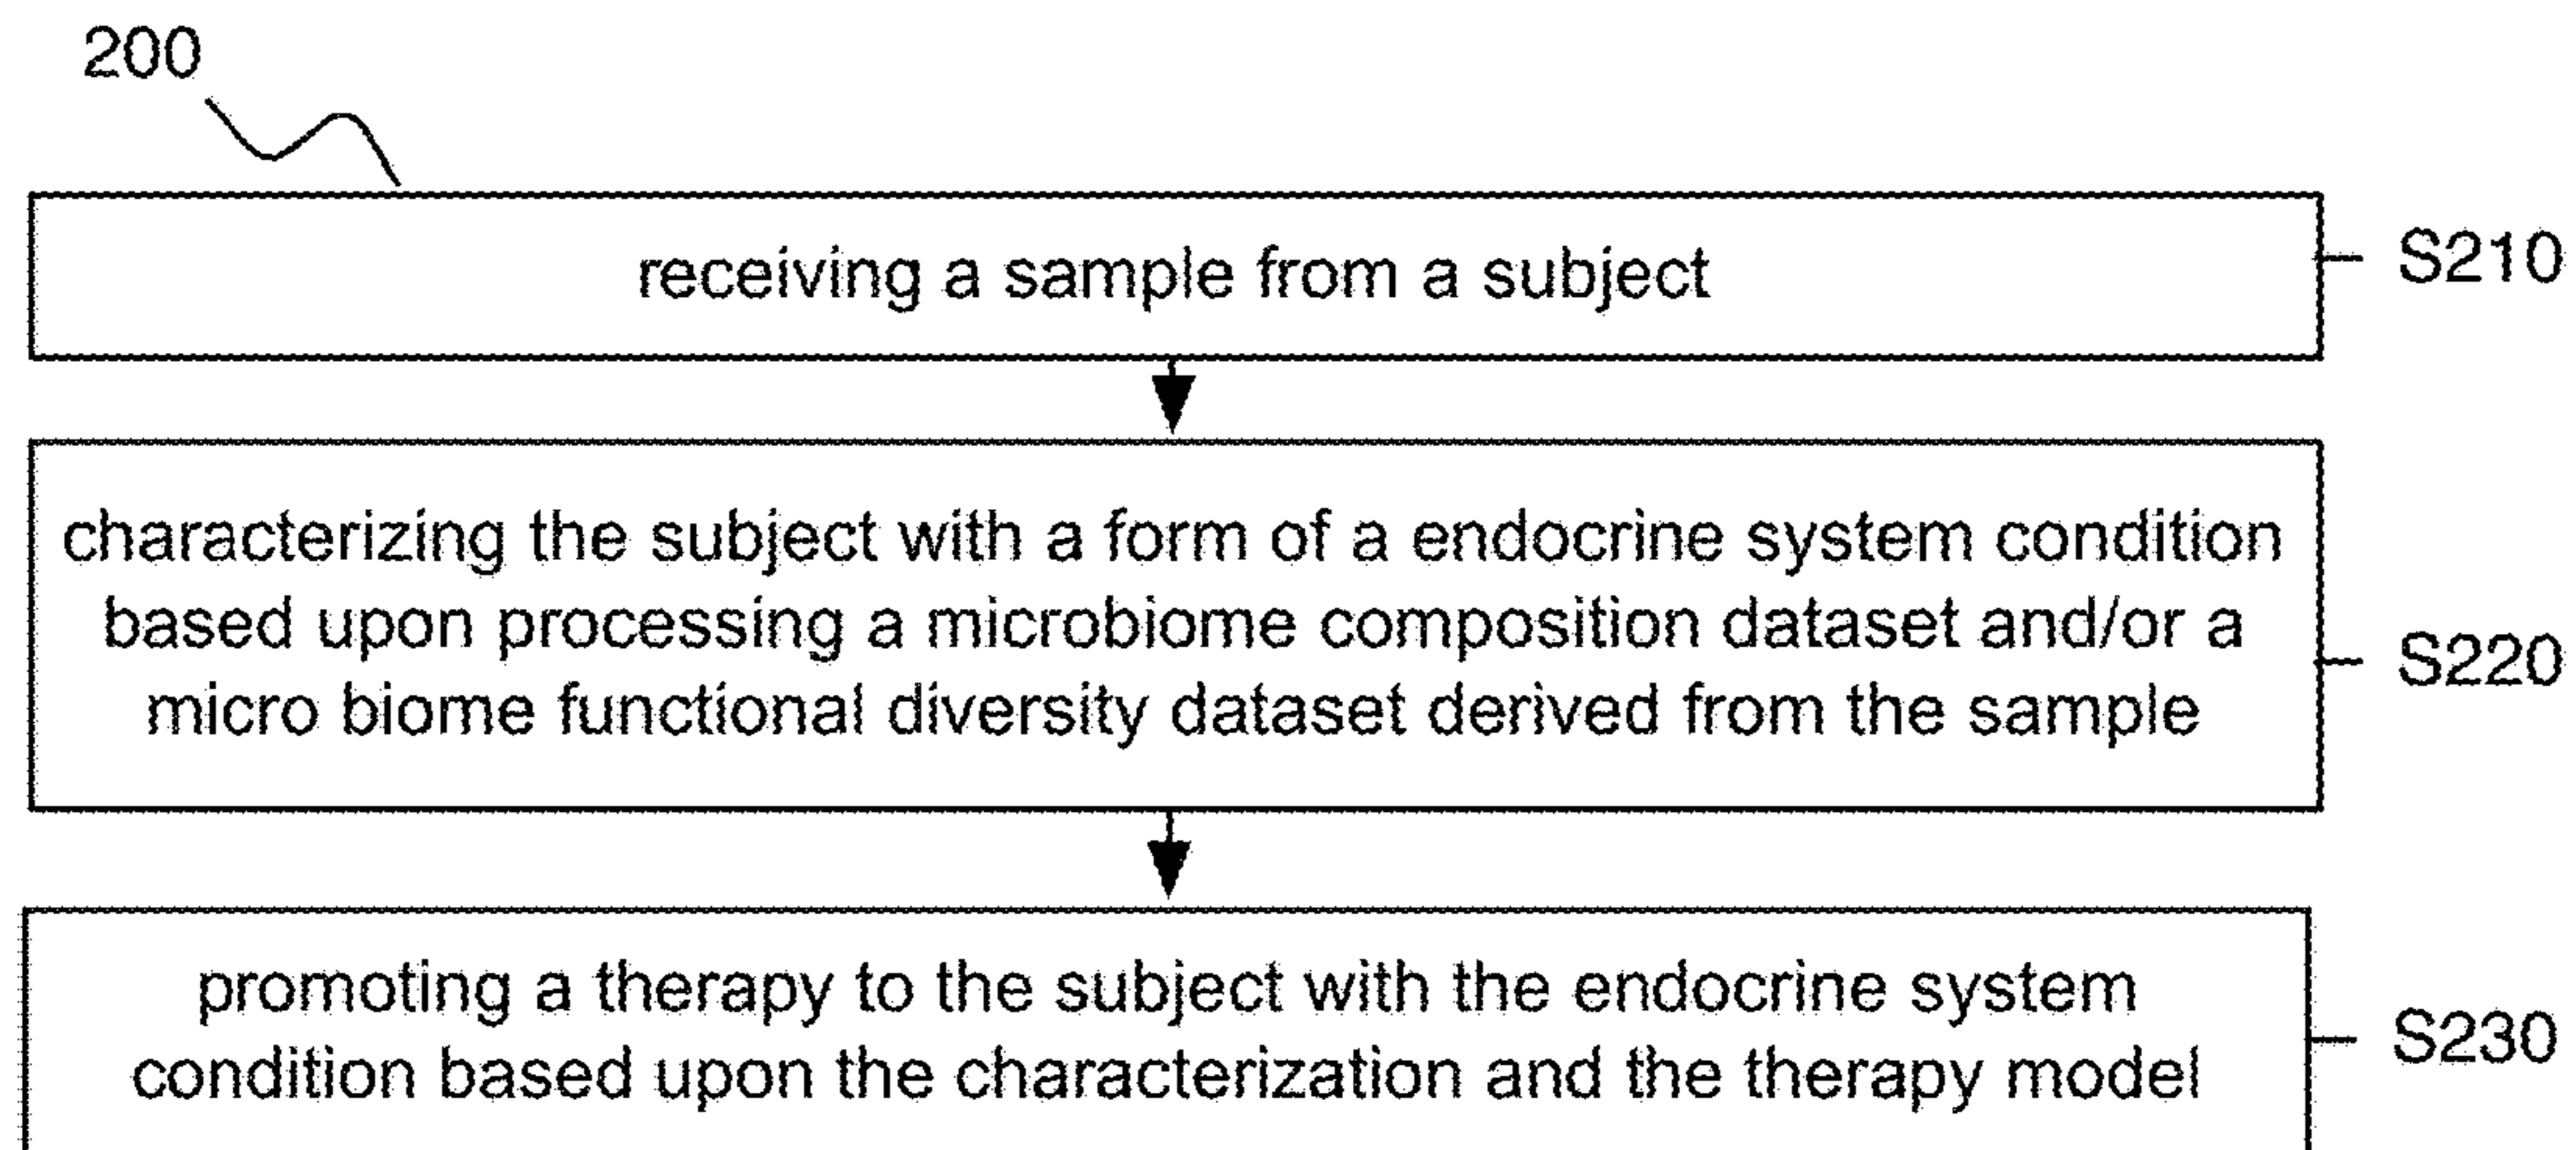 200
receiving a sample from a subject
S210
characterizing the subject with a form of a endocrine system condition
based upon processing a microbiome composition dataset and/or a
micro biome functional diversity dataset derived from the sample
S220
promoting a therapy to the subject with the endocrine system
condition based upon the characterization and the therapy model
S230